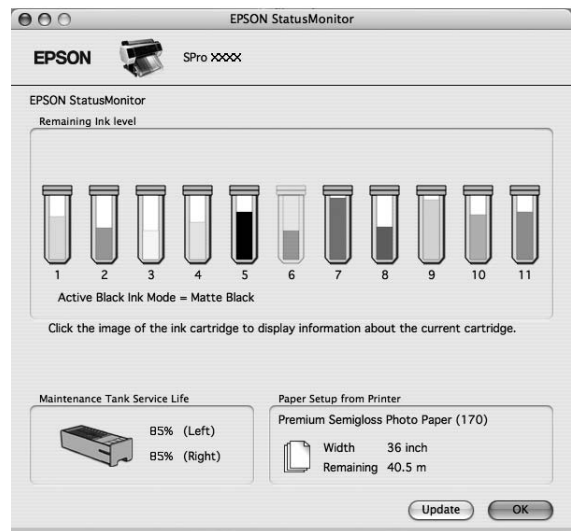 EPSON StatusMonitor
EPSON
SPro XXXX
EPSON StatusMonitor
Remaining Ink level
1 2 3 4 5 6 7 8 9 10 11
Active Black Ink Mode = Matte Black
Click the image of the ink cartridge to display information about the current cartridge.
Maintenance Tank Service Life
85% (Left)
85% (Right)
Paper Setup from Printer
Premium Semigloss Photo Paper (170)
Width 36 inch
Remaining 40.5 m
Update OK